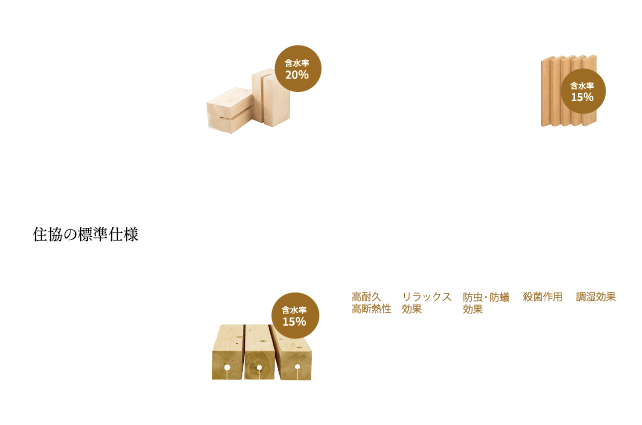 含水率
20%
含水率
15%
住協の標準仕様
含水率
15%
高耐久
高断熱性
リラックス
効果
防虫・防蟻
効果
殺菌作用
調湿効果